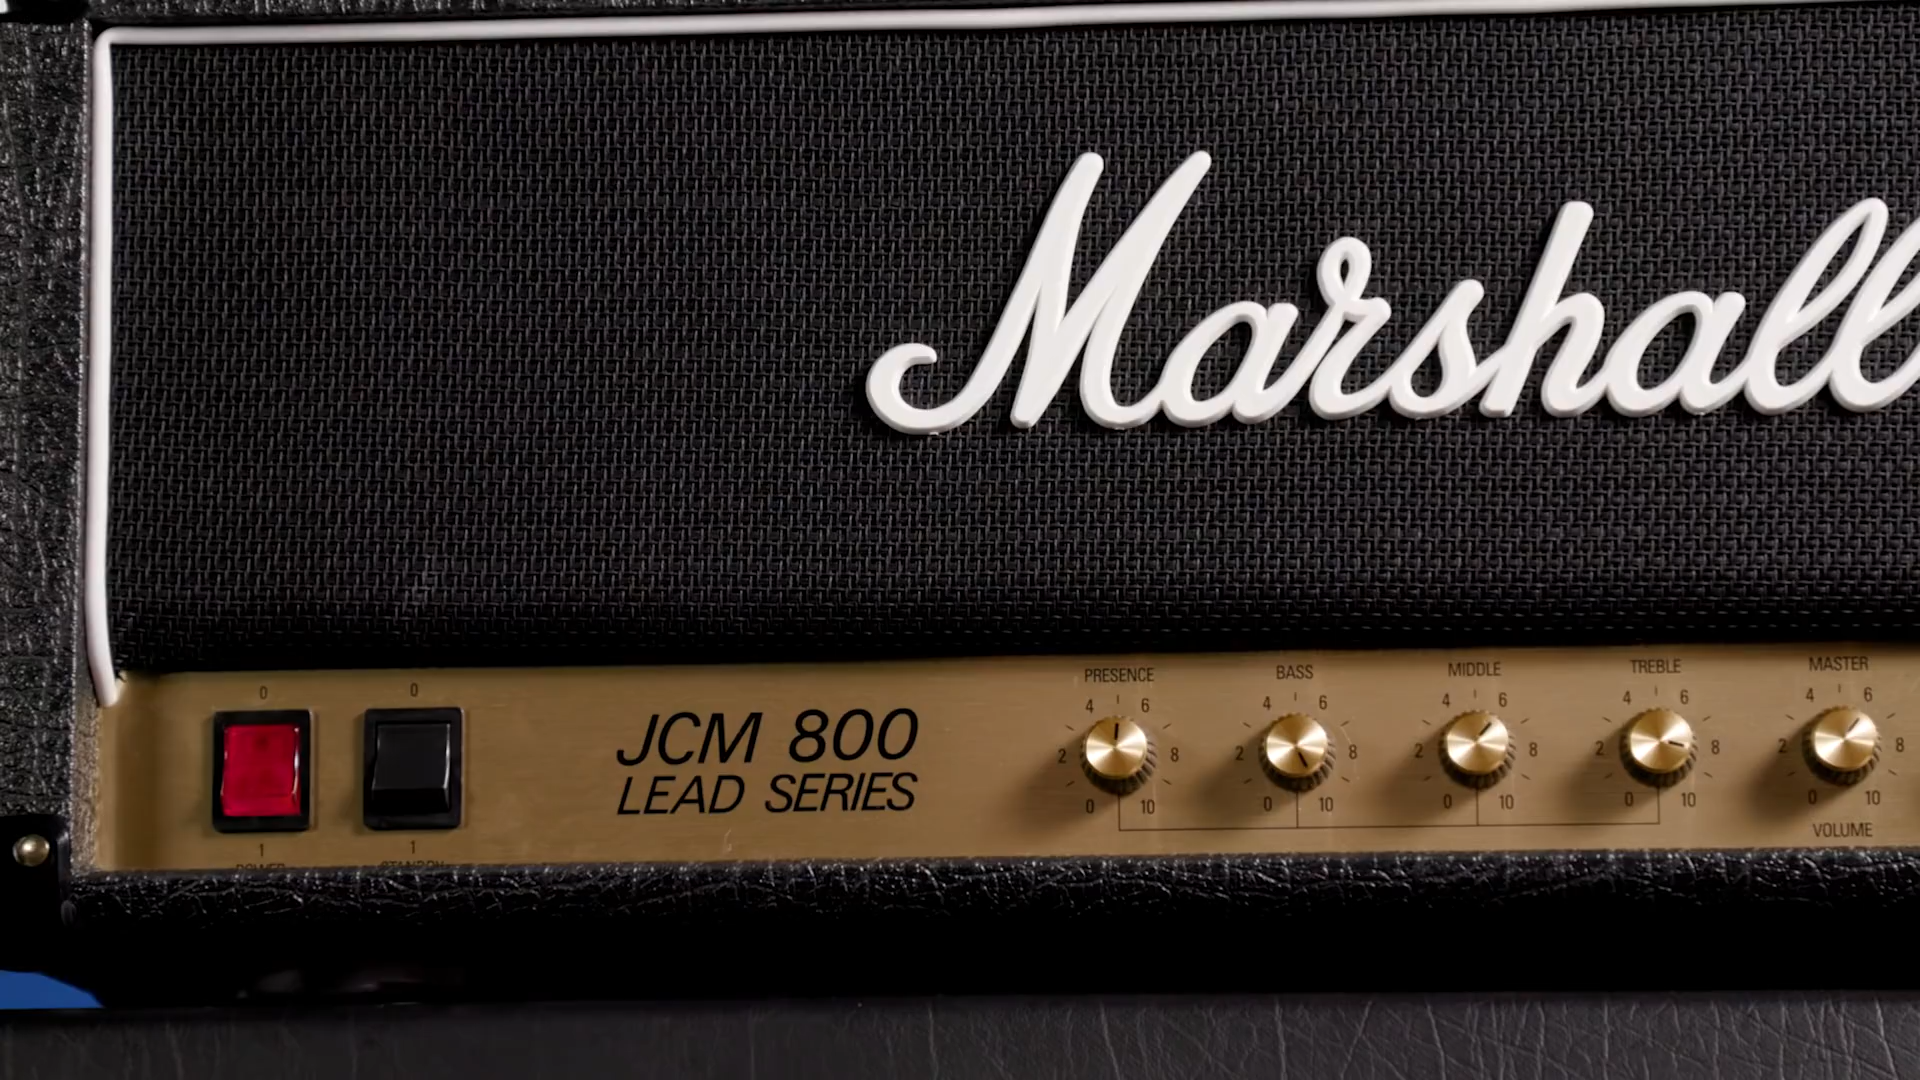 Marshall
PRESENCE BASS MIDDLE TREBLE MASTER
0 0 4 6 4 6 4 6 4 6 4 6
JCM 800
2 8 2 8 2 8 2 8 2 8
LEAD SERIES
0 10 0 10 0 10 0 10 0 10
VOLUME
1 1
POWER STANDBY